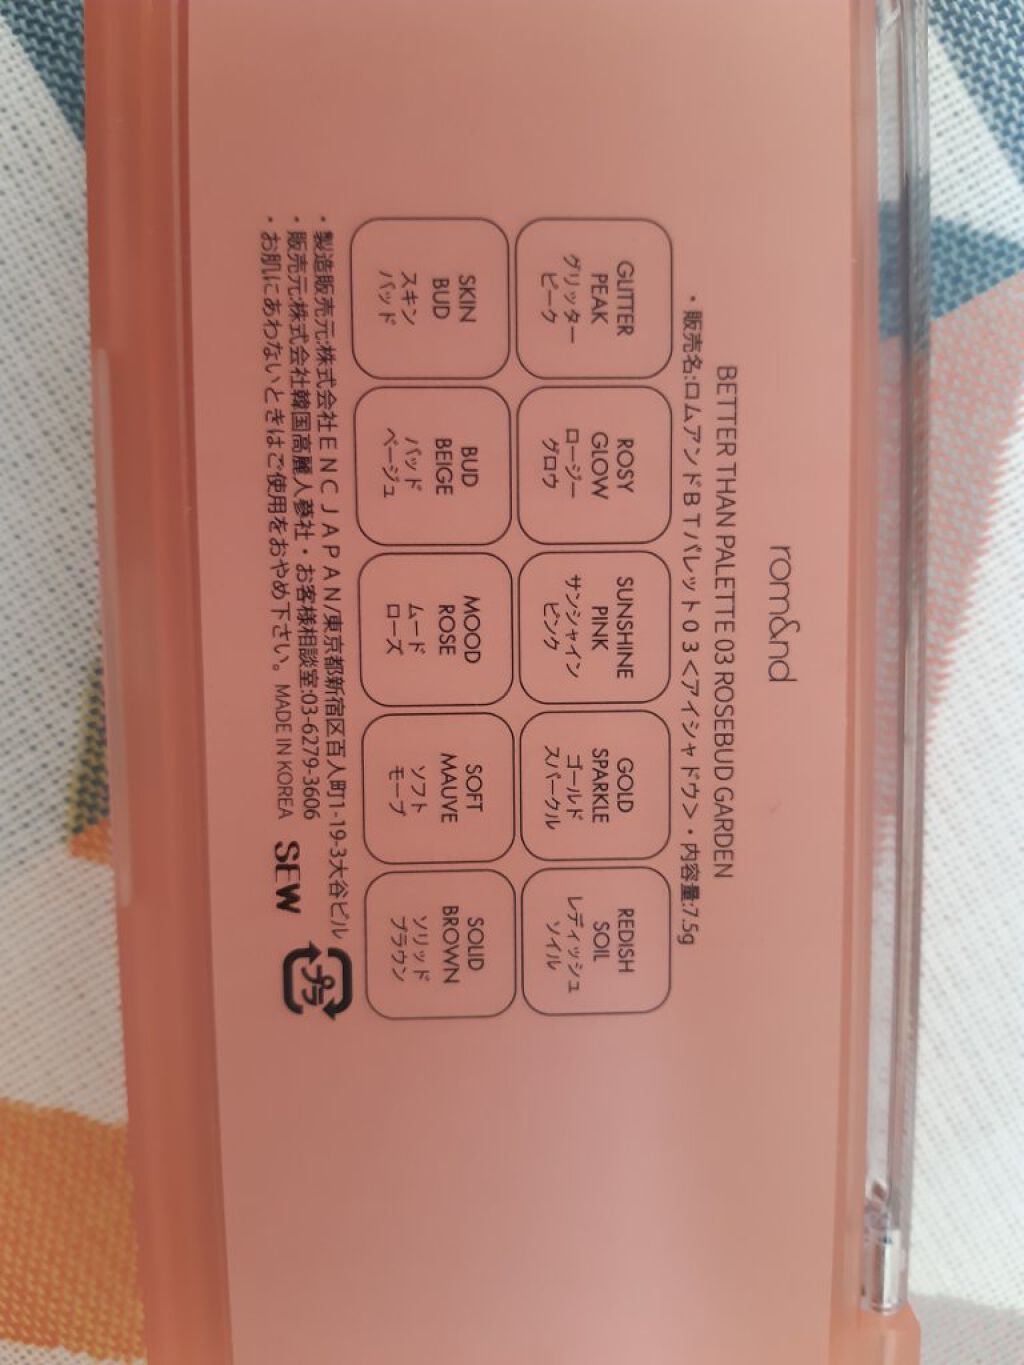 rom&nd
BETTER THAN PALETTE 03 ROSEBUD GARDEN
・販売名:ロムアンドBTパレット03<アイシャドウ>・内容量:7.5g
GLITTER
PEAK
グリッター
ピーク
ROSY
GLOW
ロージー
グロウ
SUNSHINE
PINK
サンシャイン
ピンク
GOLD
SPARKLE
ゴールド
スパークル
REDISH
SOIL
レディッシュ
ソイル
SKIN
BUD
スキン
バッド
BUD
BEIGE
バッド
ベージュ
MOOD
ROSE
ムード
ローズ
SOFT
MAUVE
ソフト
モーブ
SOLID
BROWN
ソリッド
ブラウン
・製造販売元:株式会社ENC JAPAN/東京都新宿区百人町1-19-3大谷ビル
・販売元:株式会社韓国高麗人蔘社・お客様相談室:03-6279-3606
・お肌にあわないときはご使用をおやめ下さい。MADE IN KOREA
SEW
プラ